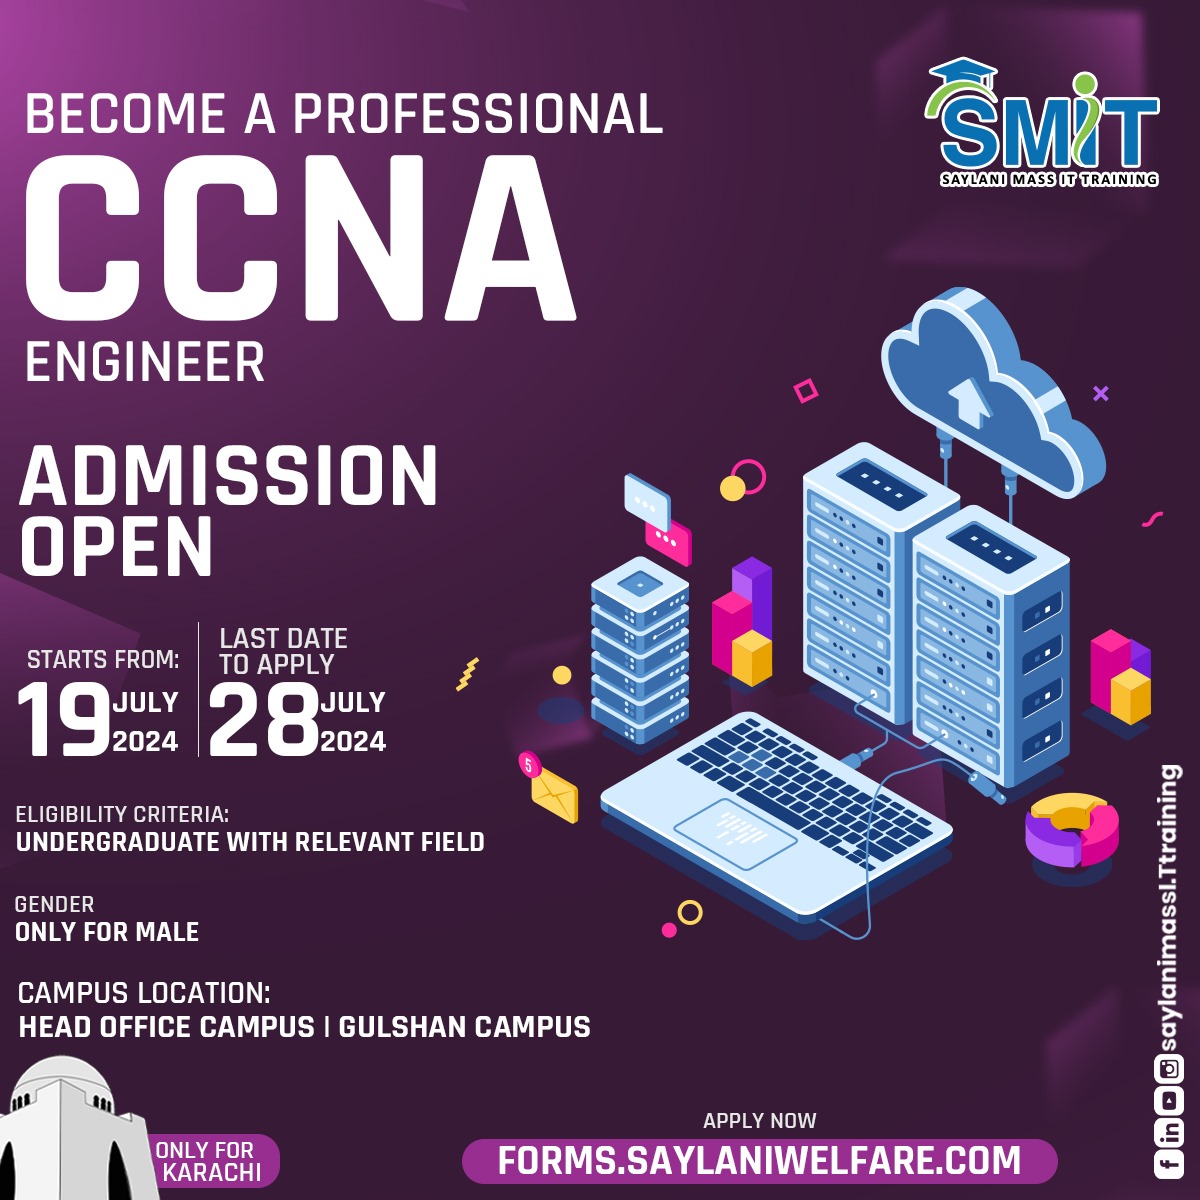 BECOME A PROFESSIONAL
CCNA
ENGINEER
SMiT
SAYLANI MASS IT TRAINING
ADMISSION
OPEN
STARTS FROM:
19 JULY
2024
LAST DATE
TO APPLY
28 JULY
2024
ELIGIBILITY CRITERIA:
UNDERGRADUATE WITH RELEVANT FIELD
GENDER
ONLY FOR MALE
CAMPUS LOCATION:
HEAD OFFICE CAMPUS | GULSHAN CAMPUS
5
ONLY FOR
KARACHI
APPLY NOW
FORMS.SAYLANIWELFARE.COM
saylanimassI.Ttraining